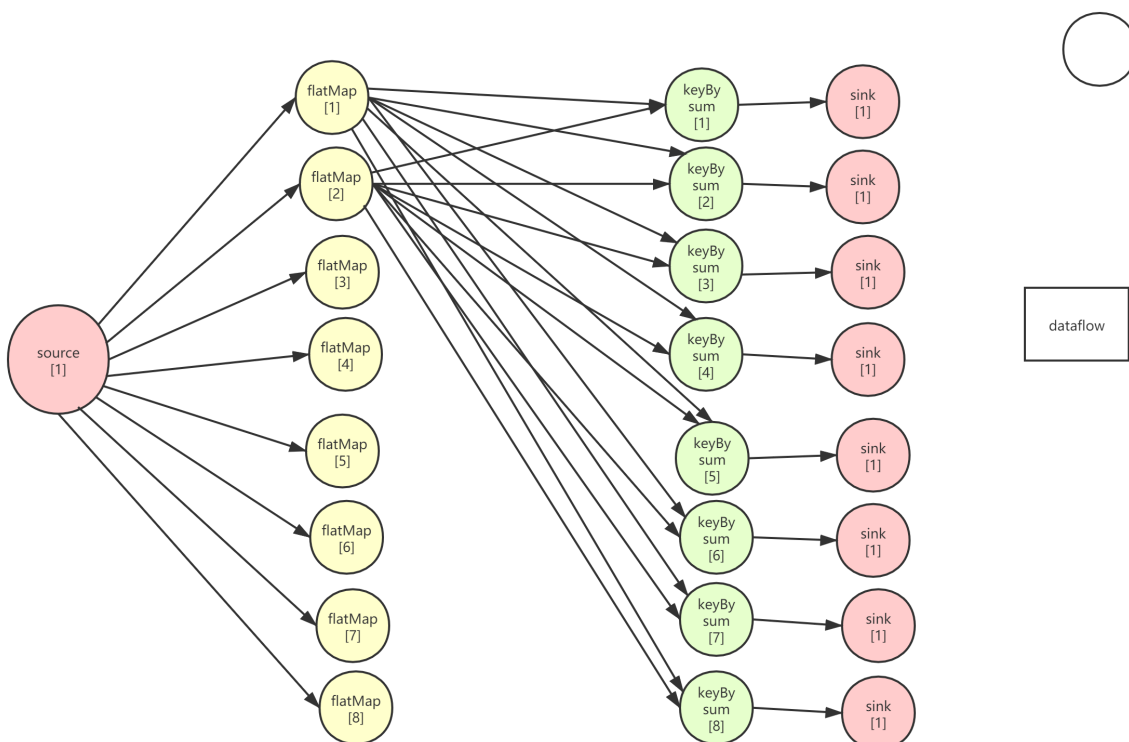 source
[1]
flatMap
[1]
flatMap
[2]
flatMap
[3]
flatMap
[4]
flatMap
[5]
flatMap
[6]
flatMap
[7]
flatMap
[8]
keyBy
sum
[1]
keyBy
sum
[2]
keyBy
sum
[3]
keyBy
sum
[4]
keyBy
sum
[5]
keyBy
sum
[6]
keyBy
sum
[7]
keyBy
sum
[8]
sink
[1]
sink
[1]
sink
[1]
sink
[1]
sink
[1]
sink
[1]
sink
[1]
sink
[1]
dataflow